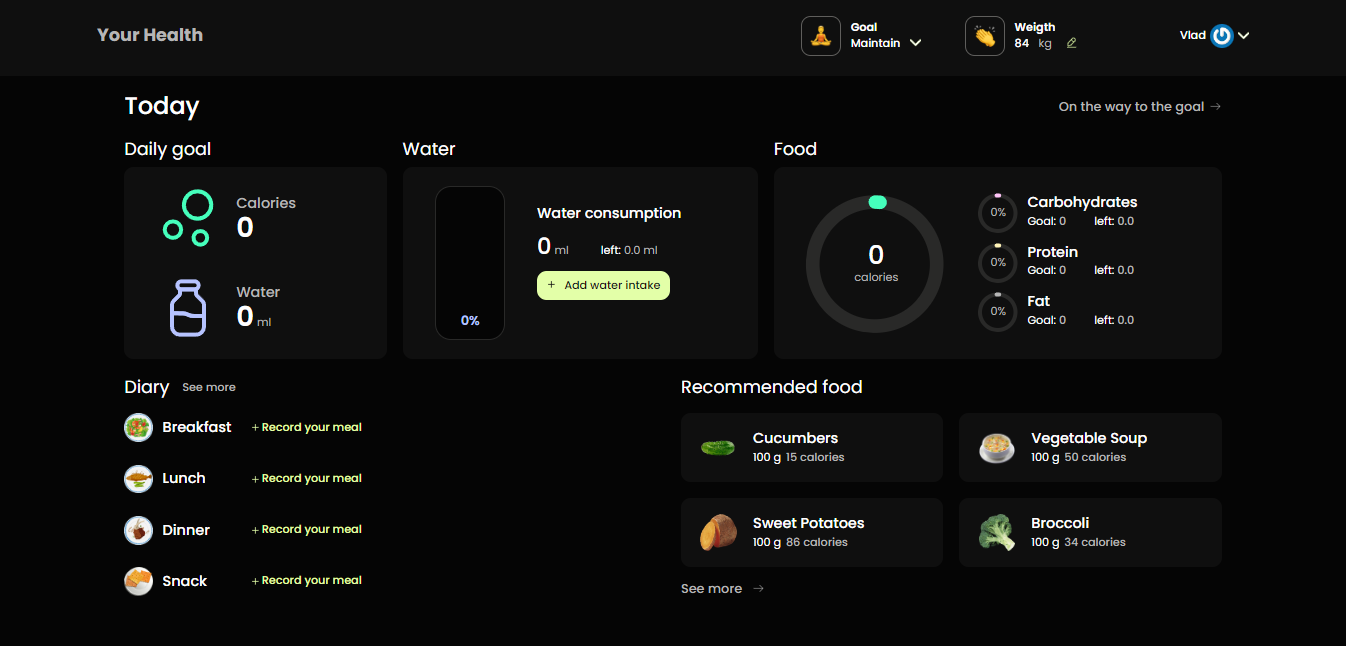 Your Health
Goal
Maintain
Weigth
84 kg
Vlad
Today
On the way to the goal →
Daily goal
Calories
0
Water
0 ml
Water
Water consumption
0 ml left: 0.0 ml
+ Add water intake
0%
Food
0
calories
0%
Carbohydrates
Goal: 0 left: 0.0
0%
Protein
Goal: 0 left: 0.0
0%
Fat
Goal: 0 left: 0.0
Diary See more
Breakfast + Record your meal
Lunch + Record your meal
Dinner + Record your meal
Snack + Record your meal
Recommended food
Cucumbers
100 g 15 calories
Vegetable Soup
100 g 50 calories
Sweet Potatoes
100 g 86 calories
Broccoli
100 g 34 calories
See more →